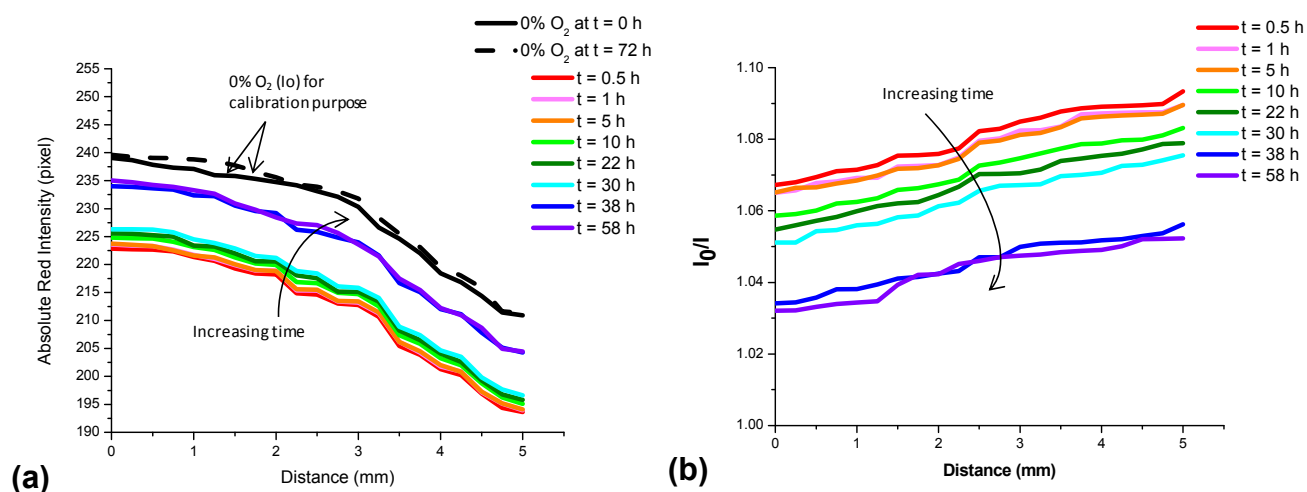 0% O2 at t = 0 h
0% O2 at t = 72 h
t = 0.5 h
t = 1 h
t = 5 h
t = 10 h
t = 22 h
t = 30 h
t = 38 h
t = 58 h
0% O2 (Io) for
calibration purpose
Increasing time
Absolute Red Intensity (pixel)
255
250
245
240
235
230
225
220
215
210
205
200
195
190
0 1 2 3 4 5
Distance (mm)
(a)
t = 0.5 h
t = 1 h
t = 5 h
t = 10 h
t = 22 h
t = 30 h
t = 38 h
t = 58 h
Increasing time
I0/I
1.10
1.08
1.06
1.04
1.02
1.00
0 1 2 3 4 5
Distance (mm)
(b)